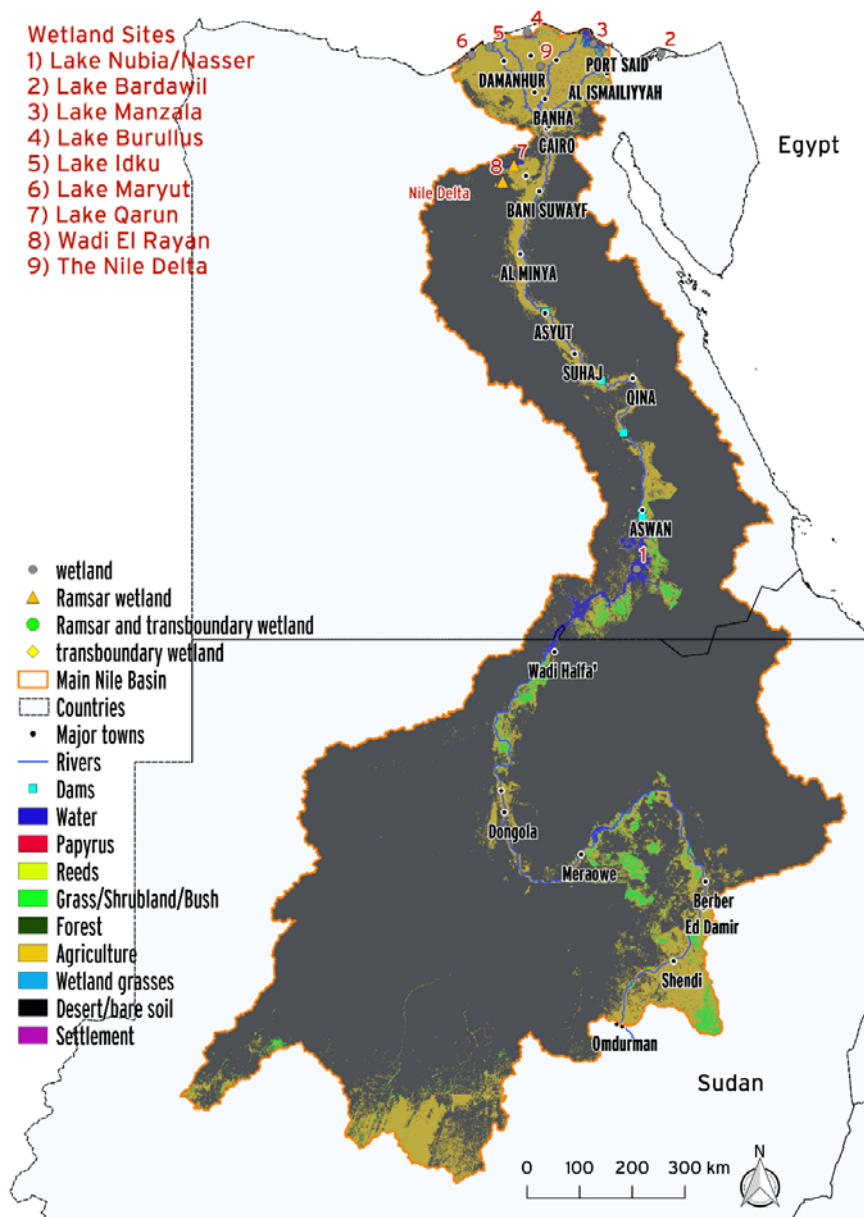 Wetland Sites
1) Lake Nubia/Nasser
2) Lake Bardawil
3) Lake Manzala
4) Lake Burullus
5) Lake Idku
6) Lake Maryut
7) Lake Qarun
8) Wadi El Rayan
9) The Nile Delta
4
5
3
6
9
2
PORT SAID
DAMANHUR
AL ISMAILIYYAH
BANHA
CAIRO
Egypt
7
8
Nile Delta
BANI SUWAYF
AL MINYA
ASYUT
SUHAJ
QINA
ASWAN
1
wetland
Ramsar wetland
Ramsar and transboundary wetland
transboundary wetland
Main Nile Basin
Countries
Major towns
Rivers
Dams
Water
Papyrus
Reeds
Grass/Shrubland/Bush
Forest
Agriculture
Wetland grasses
Desert/bare soil
Settlement
Wadi Halfa'
Dongola
Meraowe
Berber
Ed Damir
Shendi
Omdurman
Sudan
N
0 100 200 300 km